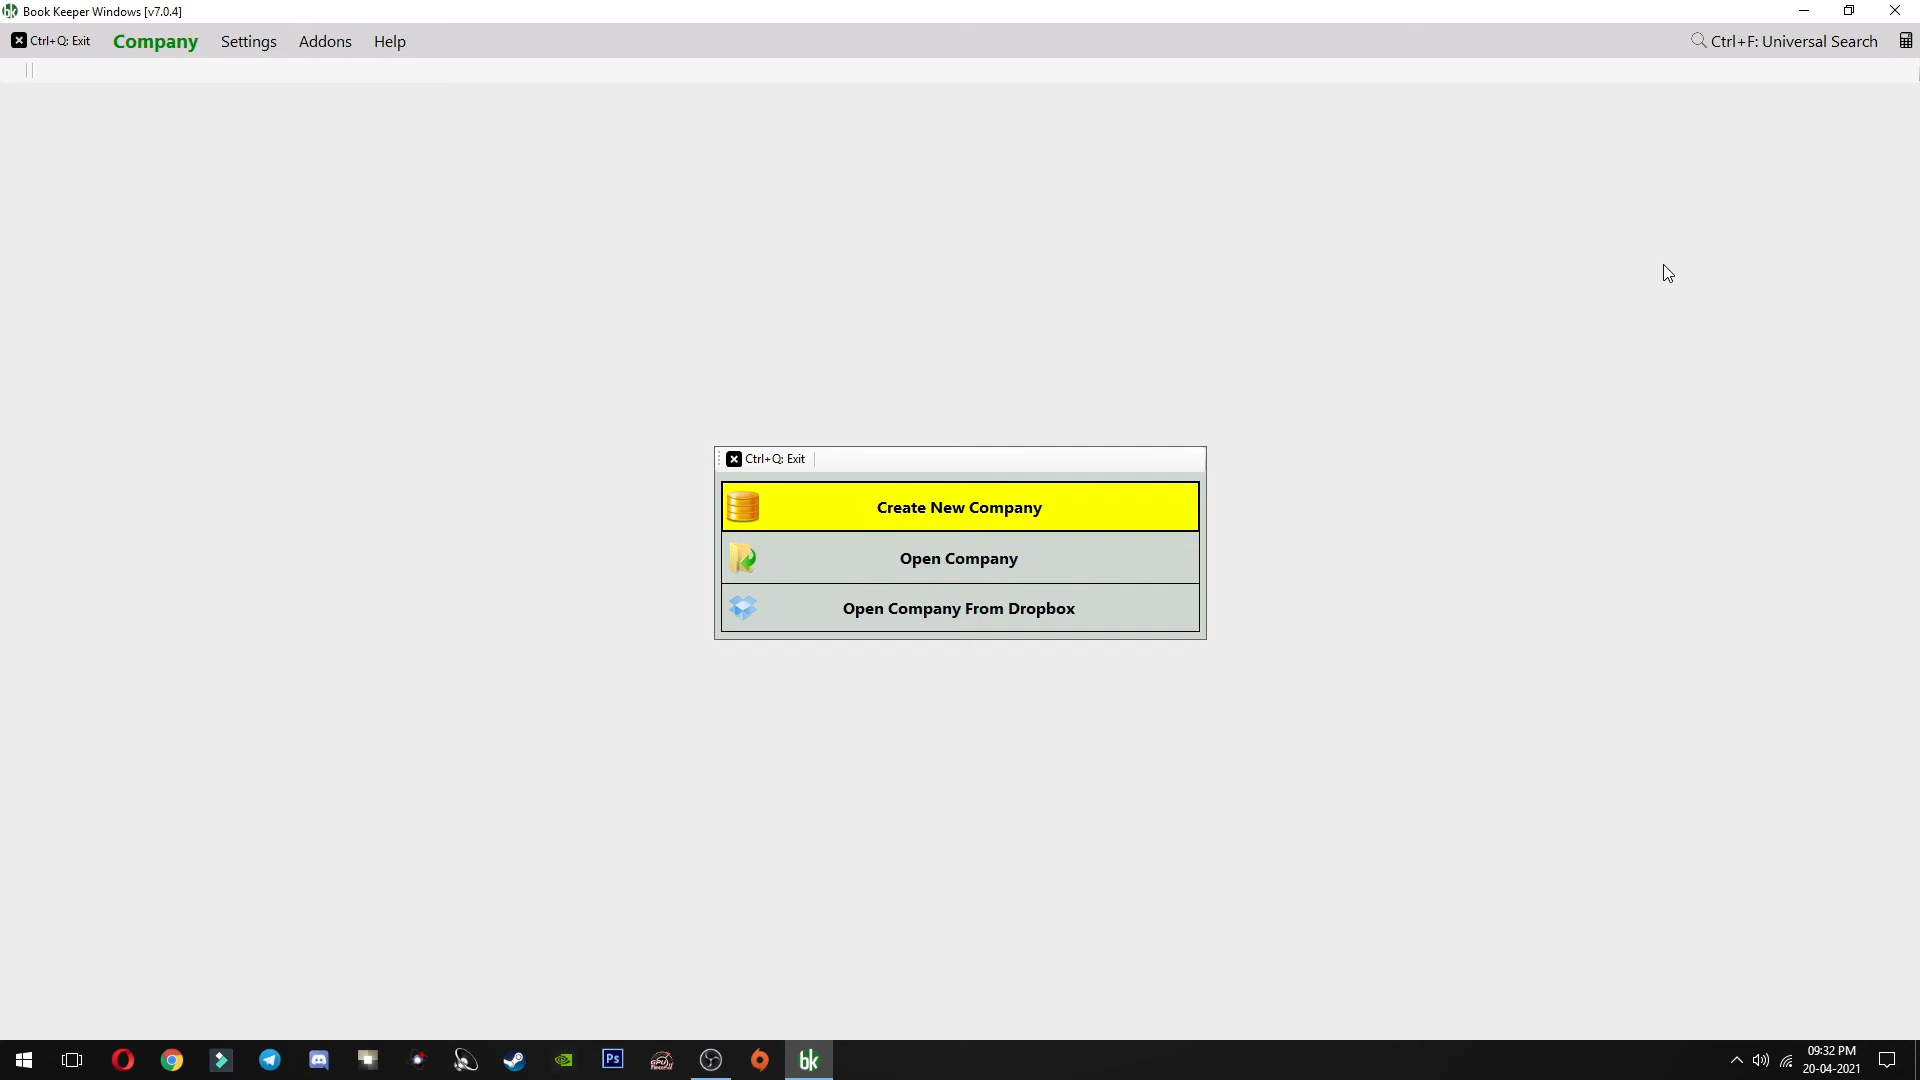 bk Book Keeper Windows [v7.0.4]
Ctrl+Q: Exit Company Settings Addons Help Ctrl+F: Universal Search
Ctrl+Q: Exit
Create New Company
Open Company
Open Company From Dropbox
Ps bk
09:32 PM
20-04-2021